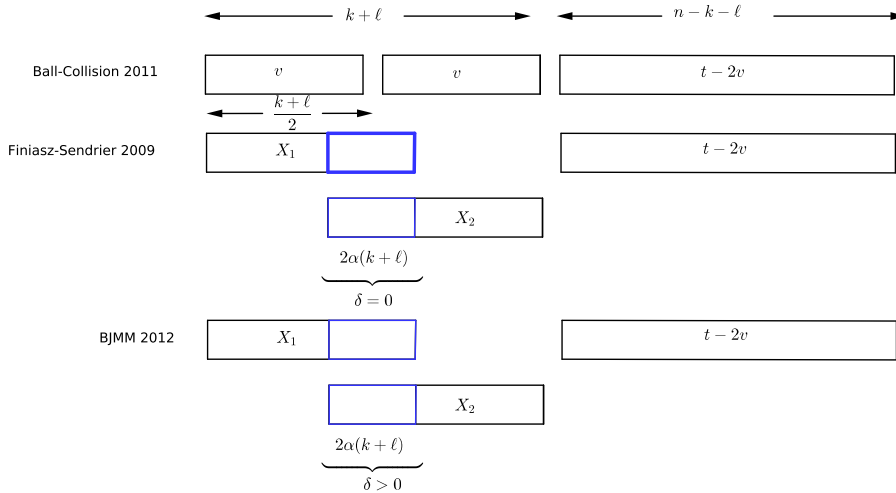 k + ℓ
n − k − ℓ
Ball-Collision 2011
v
v
t − 2v
k + ℓ
2
Finiasz-Sendrier 2009
X₁
t − 2v
X₂
2α(k + ℓ)
δ = 0
BJMM 2012
X₁
t − 2v
X₂
2α(k + ℓ)
δ > 0